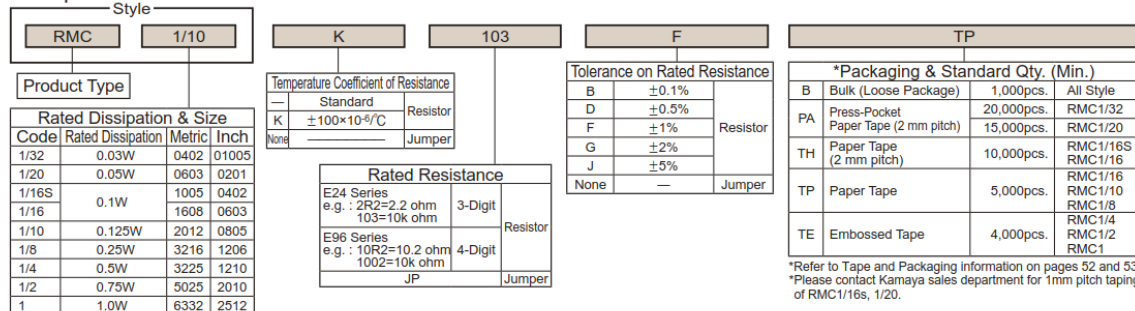 Style
RMC 1/10 K 103 F TP
Product Type
Rated Dissipation & Size
Code Rated Dissipation Metric Inch
1/32 0.03W 0402 01005
1/20 0.05W 0603 0201
1/16S 0.1W 1005 0402
1/16 1608 0603
1/10 0.125W 2012 0805
1/8 0.25W 3216 1206
1/4 0.5W 3225 1210
1/2 0.75W 5025 2010
1 1.0W 6332 2512
Temperature Coefficient of Resistance
— Standard Resistor
K ±100×10-6/℃
None ———— Jumper
Rated Resistance
E24 Series
e.g. : 2R2=2.2 ohm 3-Digit
103=10k ohm
Resistor
E96 Series
e.g. : 10R2=10.2 ohm 4-Digit
1002=10k ohm
JP Jumper
Tolerance on Rated Resistance
B ±0.1%
D ±0.5%
F ±1% Resistor
G ±2%
J ±5%
None — Jumper
*Packaging & Standard Qty. (Min.)
B Bulk (Loose Package) 1,000pcs. All Style
PA Press-Pocket
Paper Tape (2 mm pitch)
20,000pcs. RMC1/32
15,000pcs. RMC1/20
TH Paper Tape
(2 mm pitch)
10,000pcs. RMC1/16S
RMC1/16
TP Paper Tape 5,000pcs. RMC1/16
RMC1/10
RMC1/8
TE Embossed Tape 4,000pcs. RMC1/4
RMC1/2
RMC1
*Refer to Tape and Packaging information on pages 52 and 53
*Please contact Kamaya sales department for 1mm pitch taping
of RMC1/16s, 1/20.